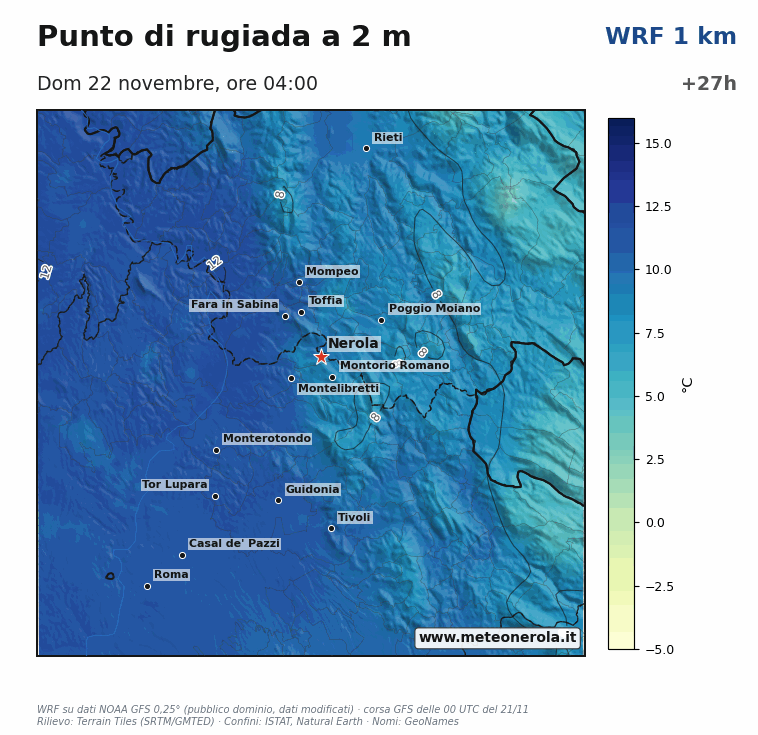 Punto di rugiada a 2 m
WRF 1 km
Dom 22 novembre, ore 04:00
+27h
Rieti
8
12
12
Mompeo
Toffia
Fara in Sabina
8
Poggio Moiano
Nerola
8
Montorio Romano
Montelibretti
8
Monterotondo
Tor Lupara
Guidonia
Tivoli
Casal de' Pazzi
Roma
www.meteonerola.it
15.0
12.5
10.0
7.5
5.0
2.5
0.0
−2.5
−5.0
°C
WRF su dati NOAA GFS 0,25° (pubblico dominio, dati modificati) · corsa GFS delle 00 UTC del 21/11
Rilievo: Terrain Tiles (SRTM/GMTED) · Confini: ISTAT, Natural Earth · Nomi: GeoNames